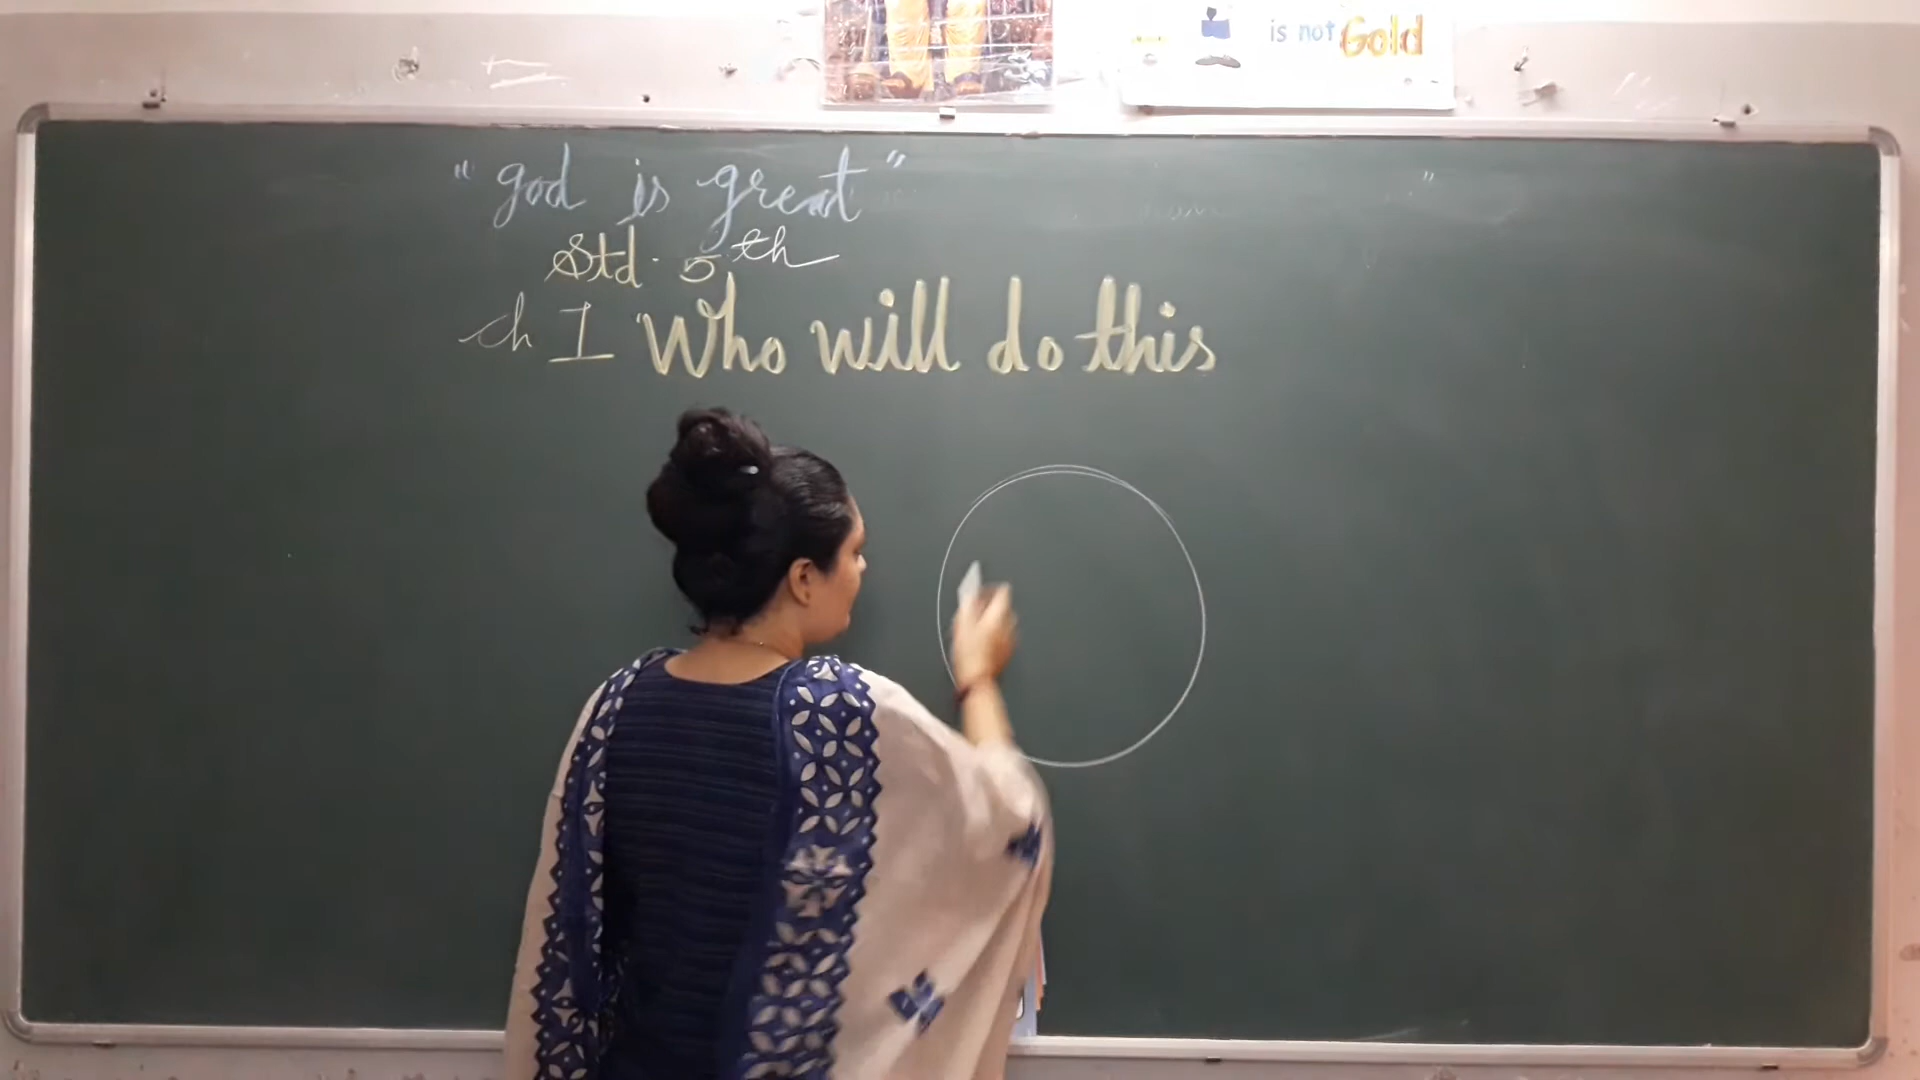 is not Gold
"god is great"
Std. 5th
ch I "Who will do this